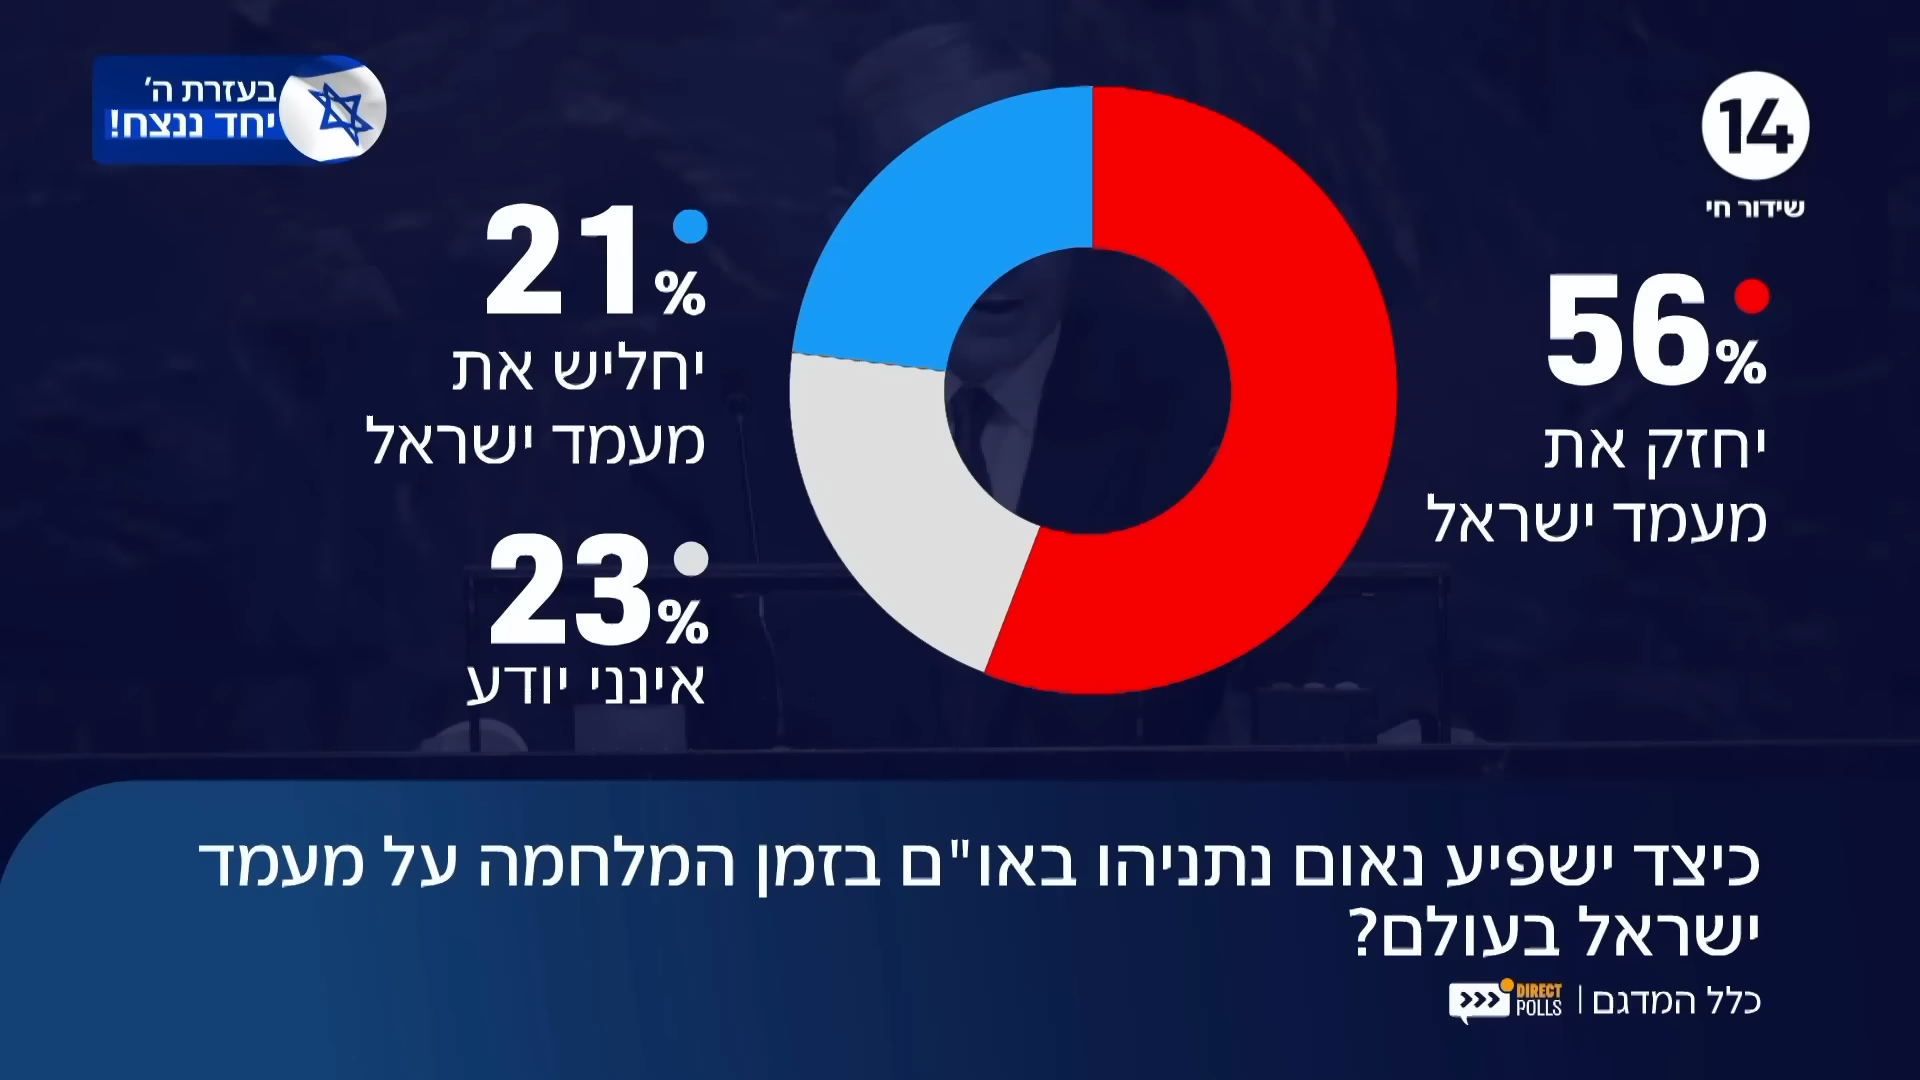 בעזרת ה'
יחד ננצח!
14
שידור חי
56%
יחזק את
מעמד ישראל
21%
יחליש את
מעמד ישראל
23%
אינני יודע
כיצד ישפיע נאום נתניהו באו"ם בזמן המלחמה על מעמד
ישראל בעולם?
כלל המדגם | DIRECT POLLS